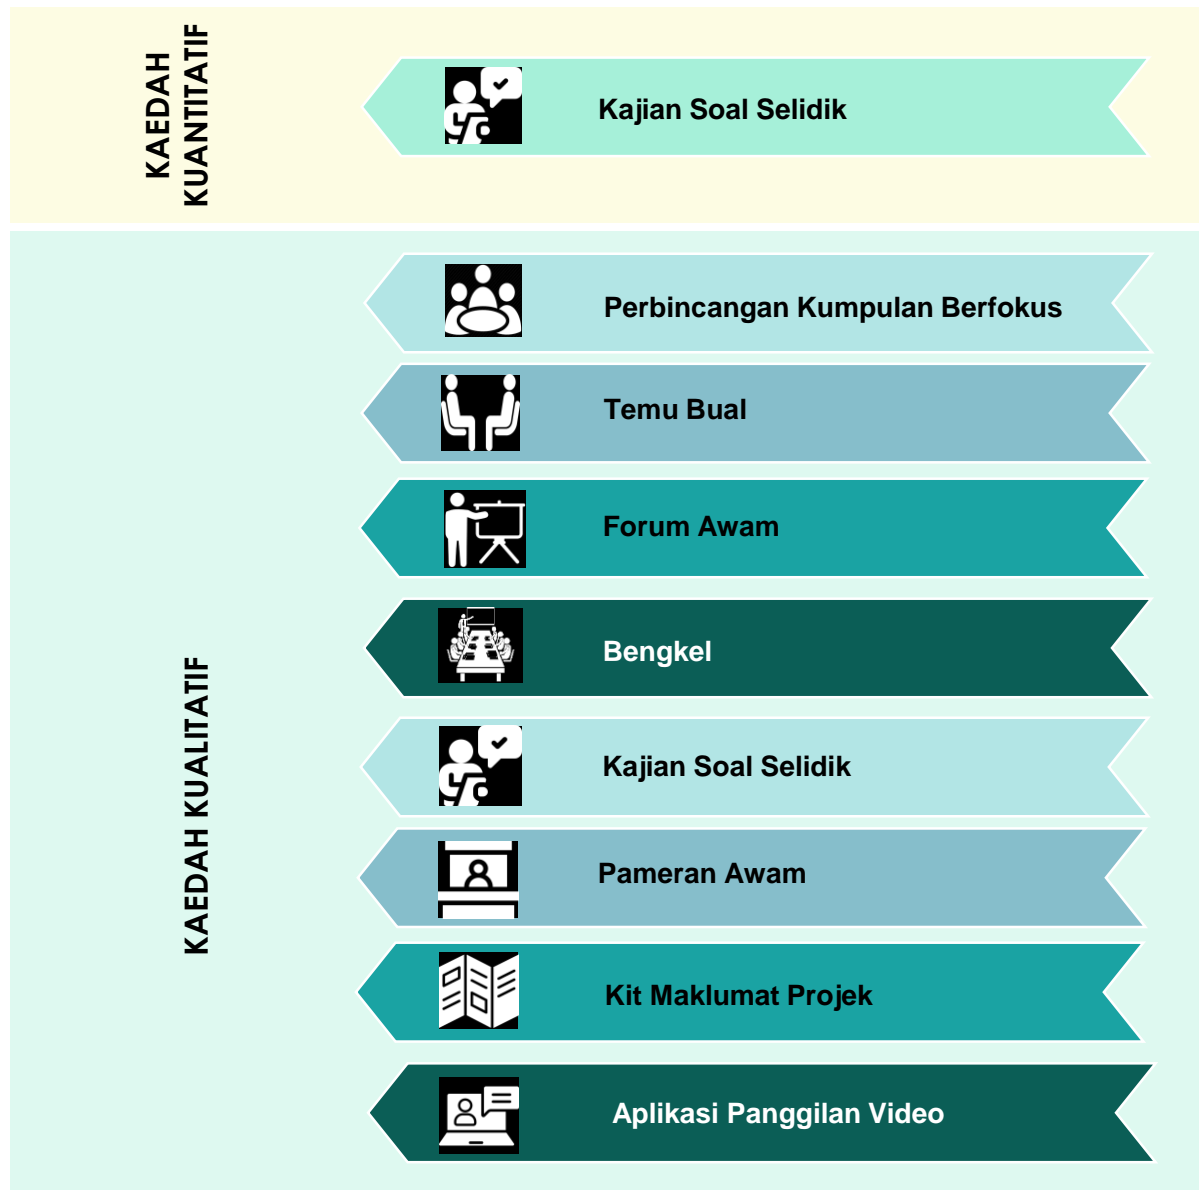 KAEDAH
KUANTITATIF
Kajian Soal Selidik
KAEDAH KUALITATIF
Perbincangan Kumpulan Berfokus
Temu Bual
Forum Awam
Bengkel
Kajian Soal Selidik
Pameran Awam
Kit Maklumat Projek
Aplikasi Panggilan Video